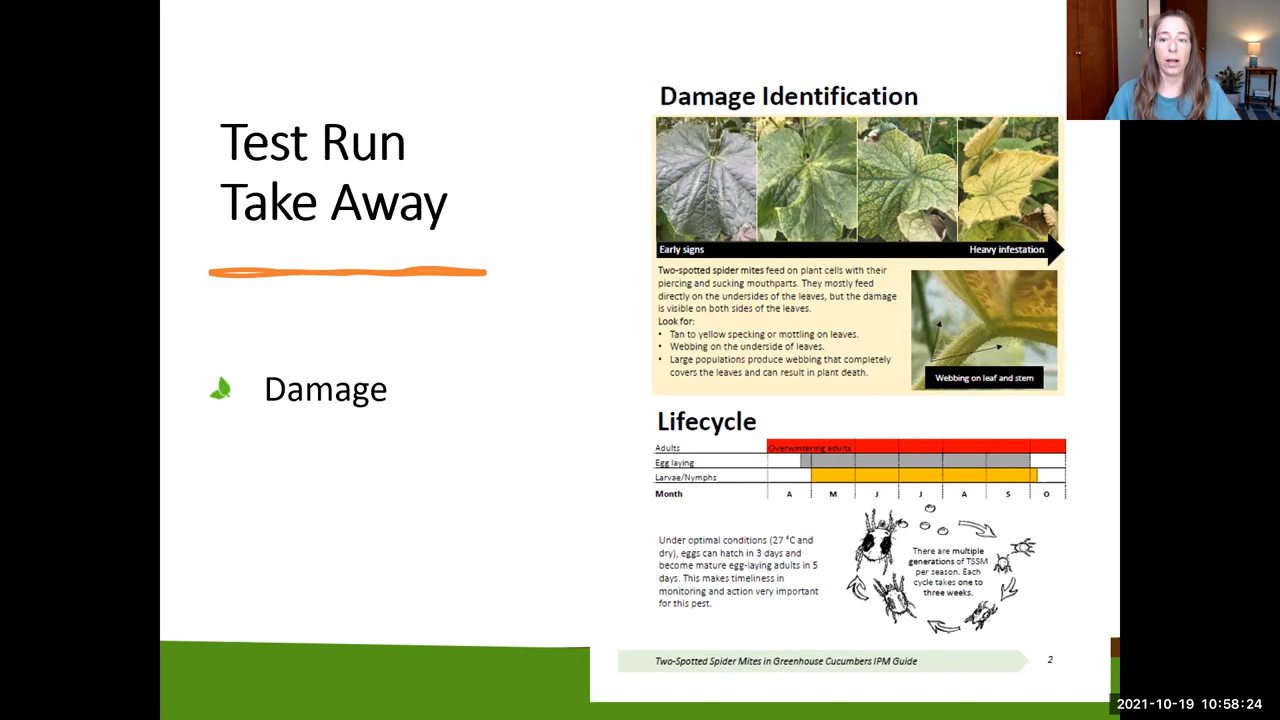 Test Run
Take Away
Damage
Damage Identification
Early signs
Heavy infestation
Two-spotted spider mites feed on plant cells with their
piercing and sucking mouthparts. They mostly feed
directly on the undersides of the leaves, but the damage
is visible on both sides of the leaves.
Look for:
• Tan to yellow specking or mottling on leaves.
• Webbing on the underside of leaves.
• Large populations produce webbing that completely
covers the leaves and can result in plant death.
Webbing on leaf and stem
Lifecycle
Adults Overwintering adults
Egg laying
Larvae/Nymphs
Month A M J J A S O
Under optimal conditions (27 °C and
dry), eggs can hatch in 3 days and
become mature egg-laying adults in 5
days. This makes timeliness in
monitoring and action very important
for this pest.
There are multiple
generations of TSSM
per season. Each
cycle takes one to
three weeks.
Two-Spotted Spider Mites in Greenhouse Cucumbers IPM Guide 2
2021-10-19 10:58:24